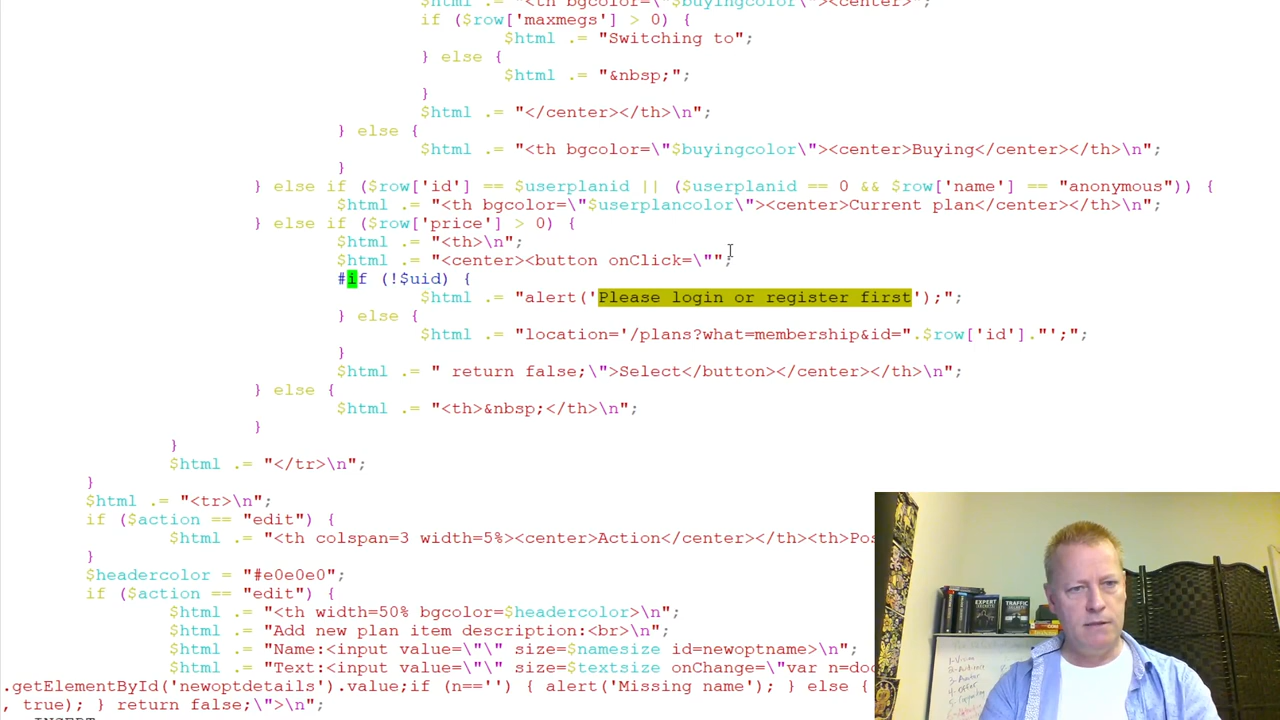 $html .= "<th bgcolor=\"$buyingcolor\"><center>";
if ($row['maxmegs'] > 0) {
$html .= "Switching to";
} else {
$html .= "&nbsp;";
}
$html .= "</center></th>\n";
} else {
$html .= "<th bgcolor=\"$buyingcolor\"><center>Buying</center></th>\n";
}
} else if ($row['id'] == $userplanid || ($userplanid == 0 && $row['name'] == "anonymous")) {
$html .= "<th bgcolor=\"$userplancolor\"><center>Current plan</center></th>\n";
} else if ($row['price'] > 0) {
$html .= "<th>\n";
$html .= "<center><button onClick=\"";
#if (!$uid) {
$html .= "alert('Please login or register first');";
} else {
$html .= "location='/plans?what=membership&id=".$row['id']."';";
}
$html .= " return false;\">Select</button></center></th>\n";
} else {
$html .= "<th>&nbsp;</th>\n";
}
}
$html .= "</tr>\n";
}
$html .= "<tr>\n";
if ($action == "edit") {
$html .= "<th colspan=3 width=5%><center>Action</center></th><th>Pos
}
$headercolor = "#e0e0e0";
if ($action == "edit") {
$html .= "<th width=50% bgcolor=$headercolor>\n";
$html .= "Add new plan item description:<br>\n";
$html .= "Name:<input value=\"\" size=$namesize id=newoptname>\n";
$html .= "Text:<input value=\"\" size=$textsize onChange=\"var n=doc
.getElementById('newoptdetails').value;if (n=='') { alert('Missing name'); } else {
, true); } return false;\">\n";
EXPERT SECRETS
TRAFFIC SECRETS